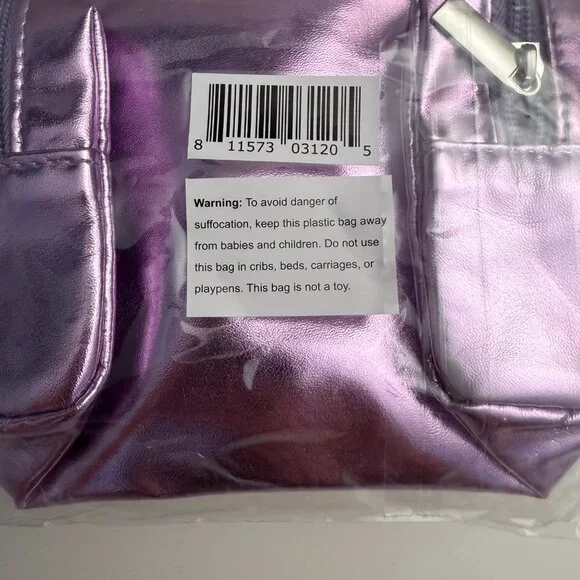 8 11573 03120 5
Warning: To avoid danger of
suffocation, keep this plastic bag away
from babies and children. Do not use
this bag in cribs, beds, carriages, or
playpens. This bag is not a toy.